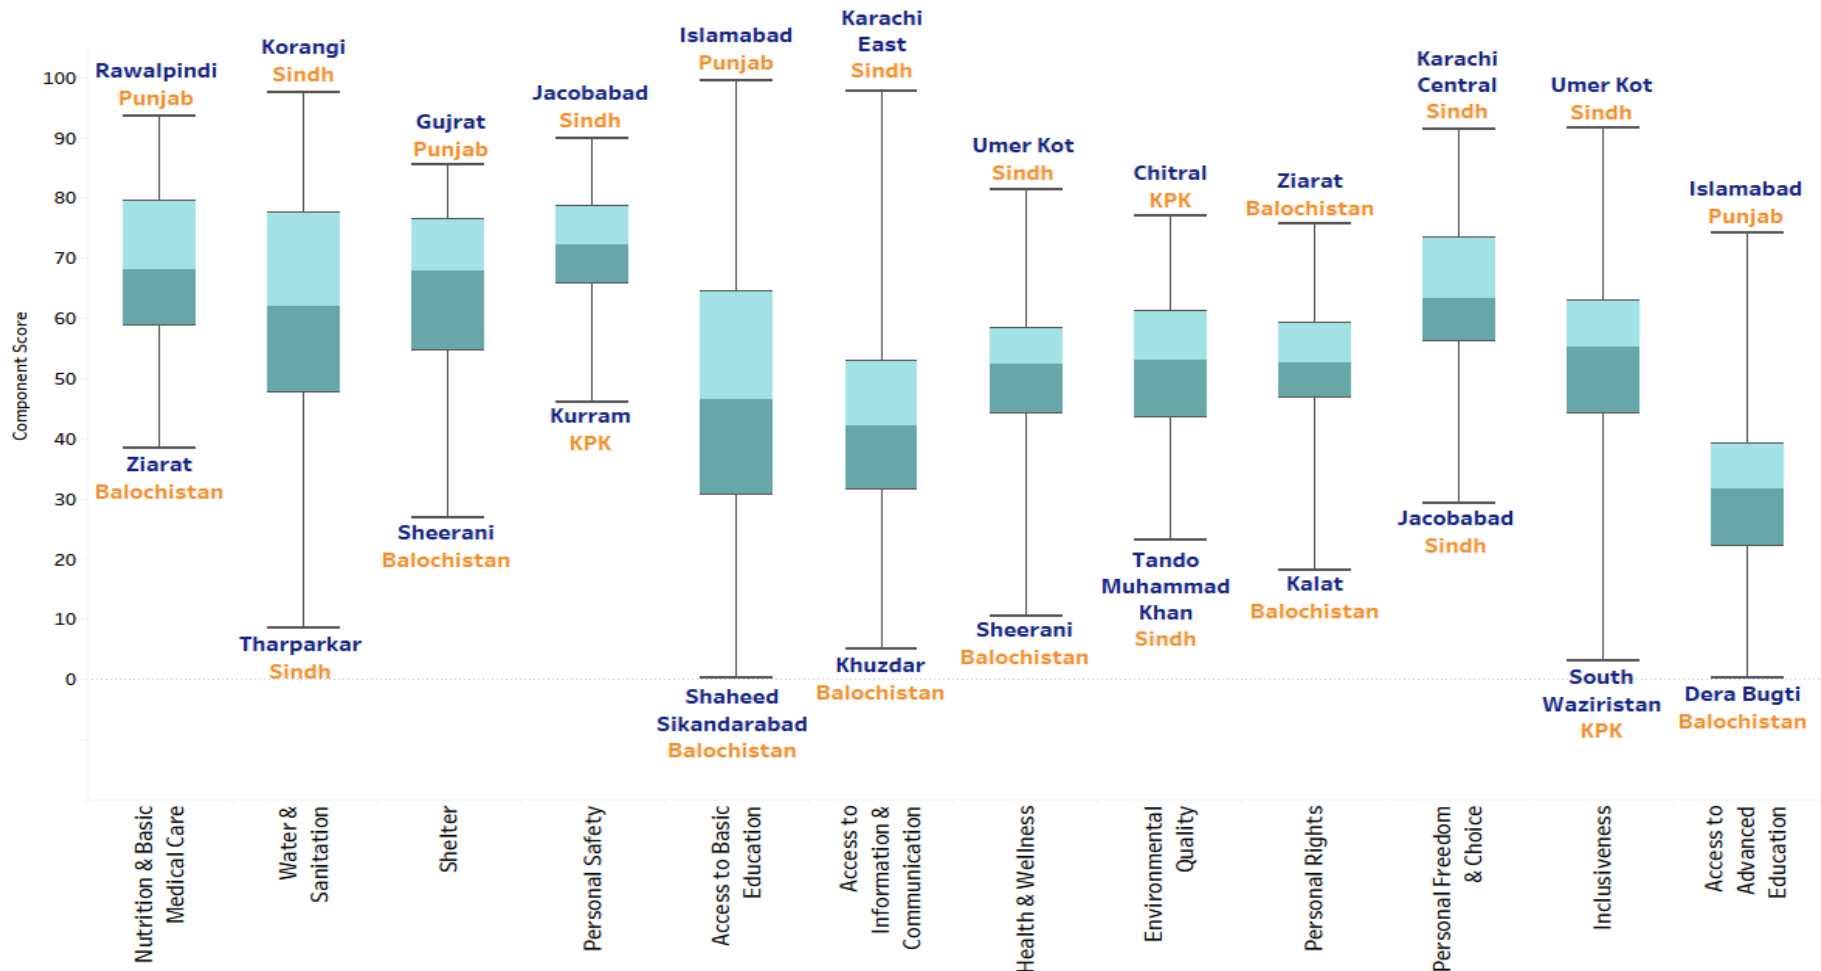 Component Score
100
90
80
70
60
50
40
30
20
10
0
Rawalpindi
Punjab
Ziarat
Balochistan
Korangi
Sindh
Tharparkar
Sindh
Gujrat
Punjab
Sheerani
Balochistan
Jacobabad
Sindh
Kurram
KPK
Islamabad
Punjab
Shaheed
Sikandarabad
Balochistan
Karachi
East
Sindh
Khuzdar
Balochistan
Umer Kot
Sindh
Sheerani
Balochistan
Chitral
KPK
Tando
Muhammad
Khan
Sindh
Ziarat
Balochistan
Kalat
Balochistan
Karachi
Central
Sindh
Jacobabad
Sindh
Umer Kot
Sindh
South
Waziristan
KPK
Islamabad
Punjab
Dera Bugti
Balochistan
Nutrition & Basic
Medical Care
Water &
Sanitation
Shelter
Personal Safety
Access to Basic
Education
Access to
Information &
Communication
Health & Wellness
Environmental
Quality
Personal Rights
Personal Freedom
& Choice
Inclusiveness
Access to
Advanced
Education